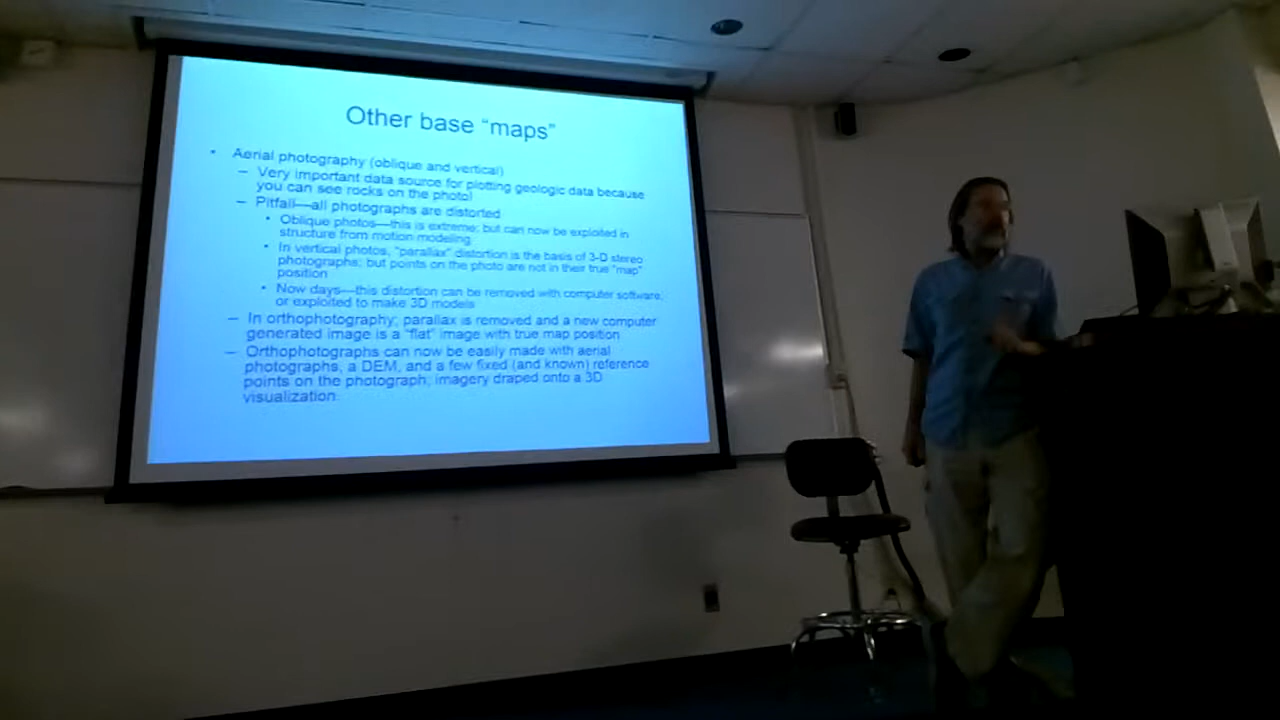 Other base “maps”
• Aerial photography (oblique and vertical)
– Very important data source for plotting geologic data because
you can see rocks on the photo!
– Pitfall—all photographs are distorted
• Oblique photos—this is extreme; but can now be exploited in
structure from motion modeling
• In vertical photos, “parallax” distortion is the basis of 3-D stereo
photographs; but points on the photo are not in their true “map”
position
• Now days—this distortion can be removed with computer software,
or exploited to make 3D models
– In orthophotography; parallax is removed and a new computer
generated image is a “flat” image with true map position
– Orthophotographs can now be easily made with aerial
photographs, a DEM, and a few fixed (and known) reference
points on the photograph; imagery draped onto a 3D
visualization